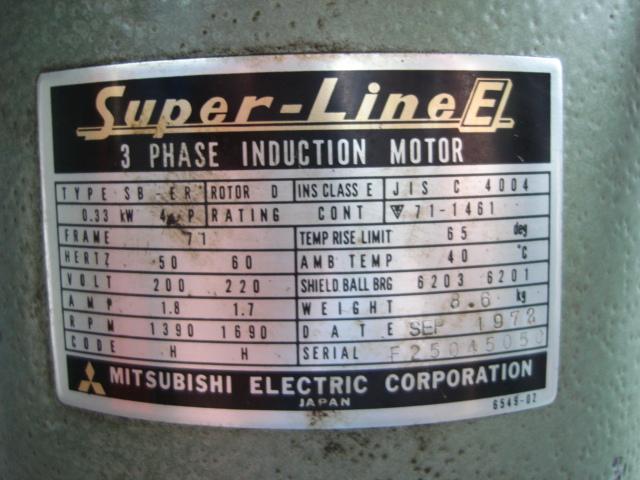 Super-Line E
3 PHASE INDUCTION MOTOR
TYPE SB-ER ROTOR D INS CLASS E JIS C 4004
0.33 kW 4 P RATING CONT 71-1461
FRAME 71 TEMP RISE LIMIT 65 deg
HERTZ 50 60 AMB TEMP 40 °C
VOLT 200 220 SHIELD BALL BRG 6203 6201
AMP 1.8 1.7 WEIGHT 8.6 kg
RPM 1390 1690 DATE SEP 1972
CODE H H SERIAL F25045050
MITSUBISHI ELECTRIC CORPORATION
JAPAN
6549-02